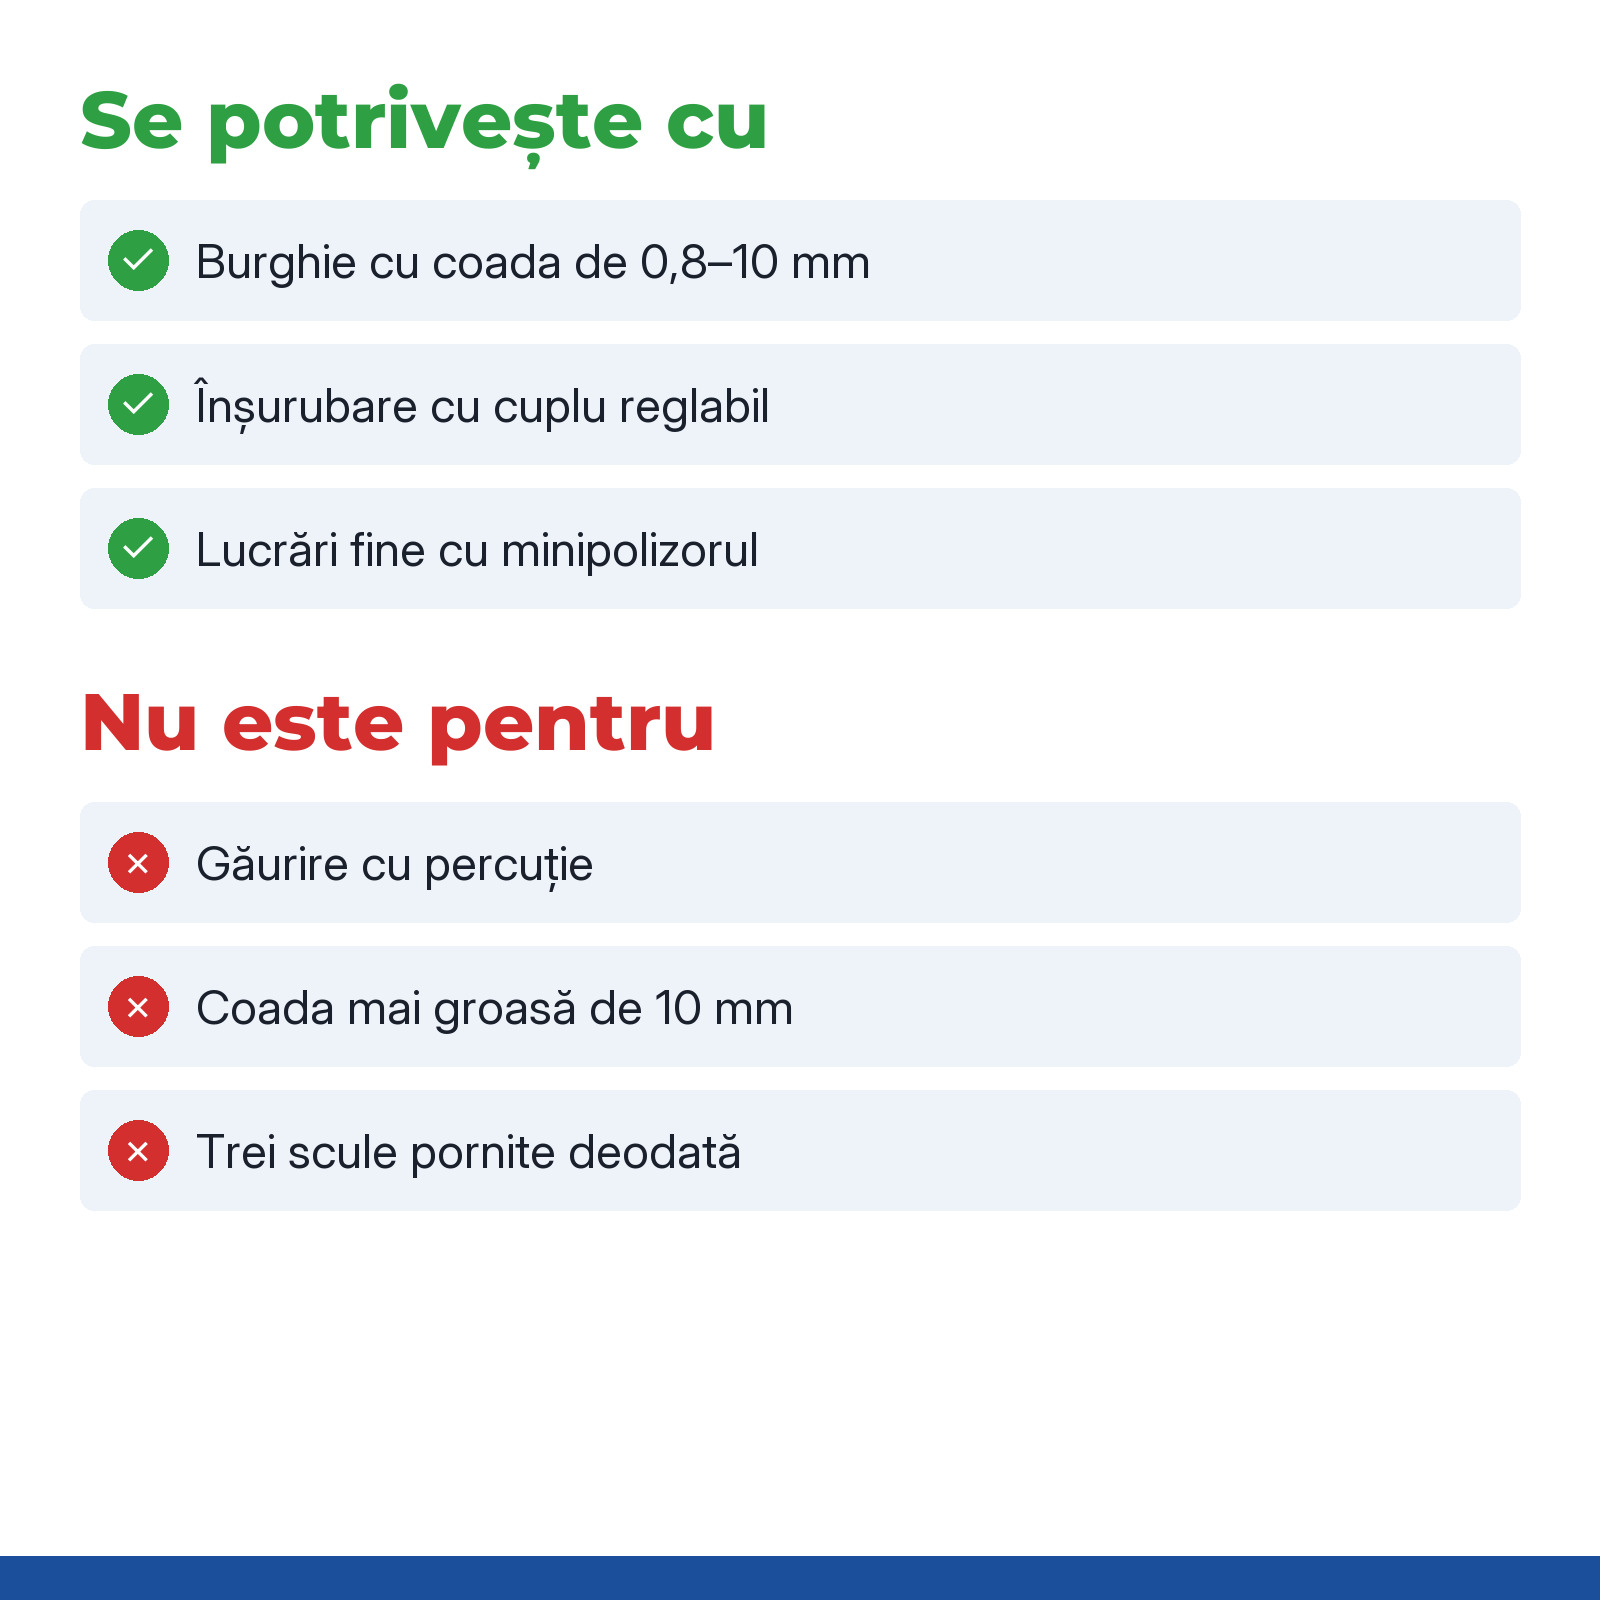 Se potrivește cu
Burghie cu coada de 0,8–10 mm
Înșurubare cu cuplu reglabil
Lucrări fine cu minipolizorul
Nu este pentru
Găurire cu percuție
Coada mai groasă de 10 mm
Trei scule pornite deodată